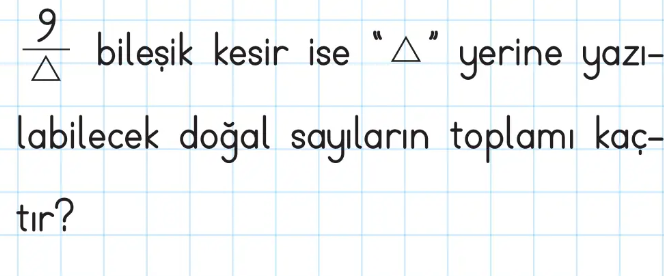 9/△ bileşik kesir ise "△" yerine yazı-
labilecek doğal sayıların toplamı kaç-
tır?